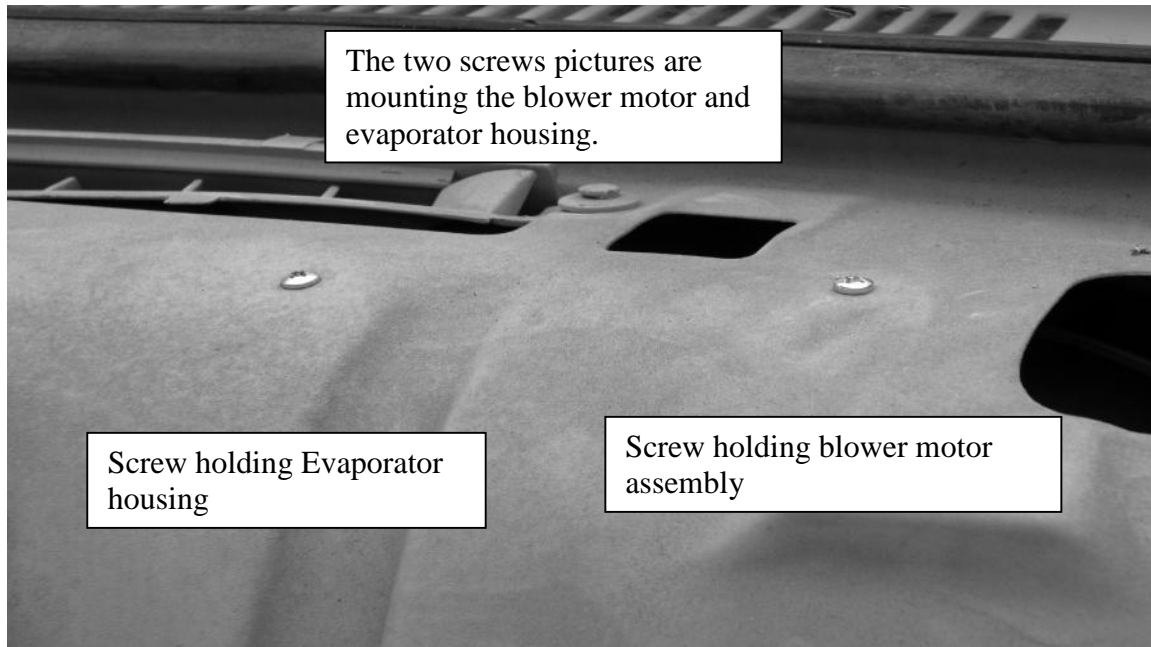 The two screws pictures are
mounting the blower motor and
evaporator housing.
Screw holding Evaporator
housing
Screw holding blower motor
assembly